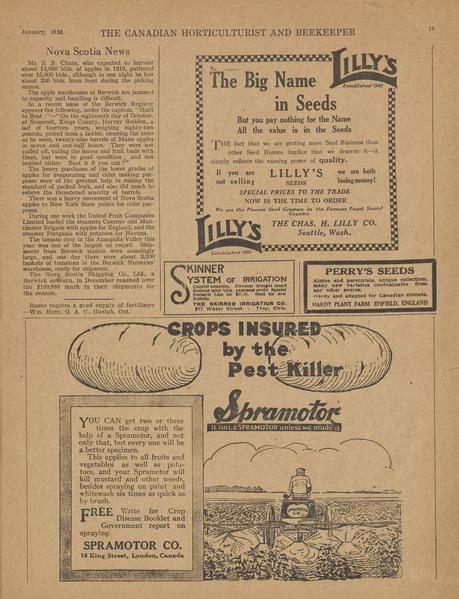 January, 1920.
THE CANADIAN HORTICULTURIST AND BEEKEEPER
15
Nova Scotia News
Mr. S. B. Chute, who expected to harvest
about 14,000 bbls. of apples in 1919, gathered
over 15,000 bbls., although in one night he lost
about 200 bbls. from frost during the picking
season.
The apple warehouses at Berwick are jammed
to capacity and handling is difficult.
In a recent issue of the Berwick Register
appears the following, under the caption, "Hard
to Beat:"—"On the eighteenth day of October,
at Somerset, Kings County, Harvey Redden, a
lad of fourteen years, weighing eighty-two
pounds, picked from a ladder, cleaning the trees
as he went, twenty-nine barrels of Mann apples
in seven and one-half hours. They were not
pulled off, taking the leaves and fruit buds with
them, but were in good condition; and not
bruised either. Beat it if you can!"
The heavy purchases of the lower grades of
apples for evaporating and cider making pur-
poses were of the greatest help in raising the
standard of packed fruit, and also did much to
relieve the threatened scarcity of barrels.
There was a heavy movement of Nova Scotia
apples to New York State points for cider pur-
poses.
During one week the United Fruit Companies
Limited loaded the steamers Comeno and Man-
chester Brigade with apples for England, and the
steamer Partgania with potatoes for Havana.
The tomato crop in the Annapolis Valley this
year was one of the largest on record. Ship-
ments from Berwick station were amazingly
large, and one day there were about 3,000
baskets of tomatoes in the Berwick Nurseries'
warehouse, ready for shipment.
The Nova Scotia Shipping Co., Ltd., a
Berwick concern, in December reached over
the $100,000 mark in their shipments for
the season.
Roses require a good supply of fertilizers
—Wm. Hunt, O. A. C. Guelph, Ont.
LILLY'S
Established 1885
The Big Name
in Seeds
But you pay nothing for the Name
All the value is in the Seeds
THE fact that we are getting more Seed Business than
other Seed Houses implies that we deserve it—it
simply reflects the earning power of quality.
If you are not selling LILLY'S SEEDS we are both losing money!
SPECIAL PRICES TO THE TRADE
NOW IS THE TIME TO ORDER
We are the Pioneer Seed Growers in the Famous Puget Sound
Country
THE CHAS. H. LILLY CO.
Seattle, Wash.
LILLY'S
Established 1885
SKINNER
SYSTEM OF IRRIGATION
THE SKINNER IRRIGATION CO.
217 Water Street - Troy, Ohio.
PERRY'S SEEDS
Alpine and perennials, unique collection;
many new varieties unobtainable from
any other source.
Hardy and adapted for Canadian climate.
HARDY PLANT FARM ENFIELD, ENGLAND
CROPS INSURED
by the
Pest Killer
Spramotor
It isn't a SPRAMOTOR unless we made it
YOU CAN get two or three
times the crop with the
help of a Spramotor, and not
only that, but every one will be
a better specimen.
This applies to all fruits and
vegetables as well as pota-
toes, and your Spramotor will
kill mustard and other weeds,
besides spraying on paint and
whitewash six times as quick as
by brush.
FREE Write for Crop
Disease Booklet and
Government report on
spraying.
SPRAMOTOR CO.
14 King Street, London, Canada
SPRAMOTOR